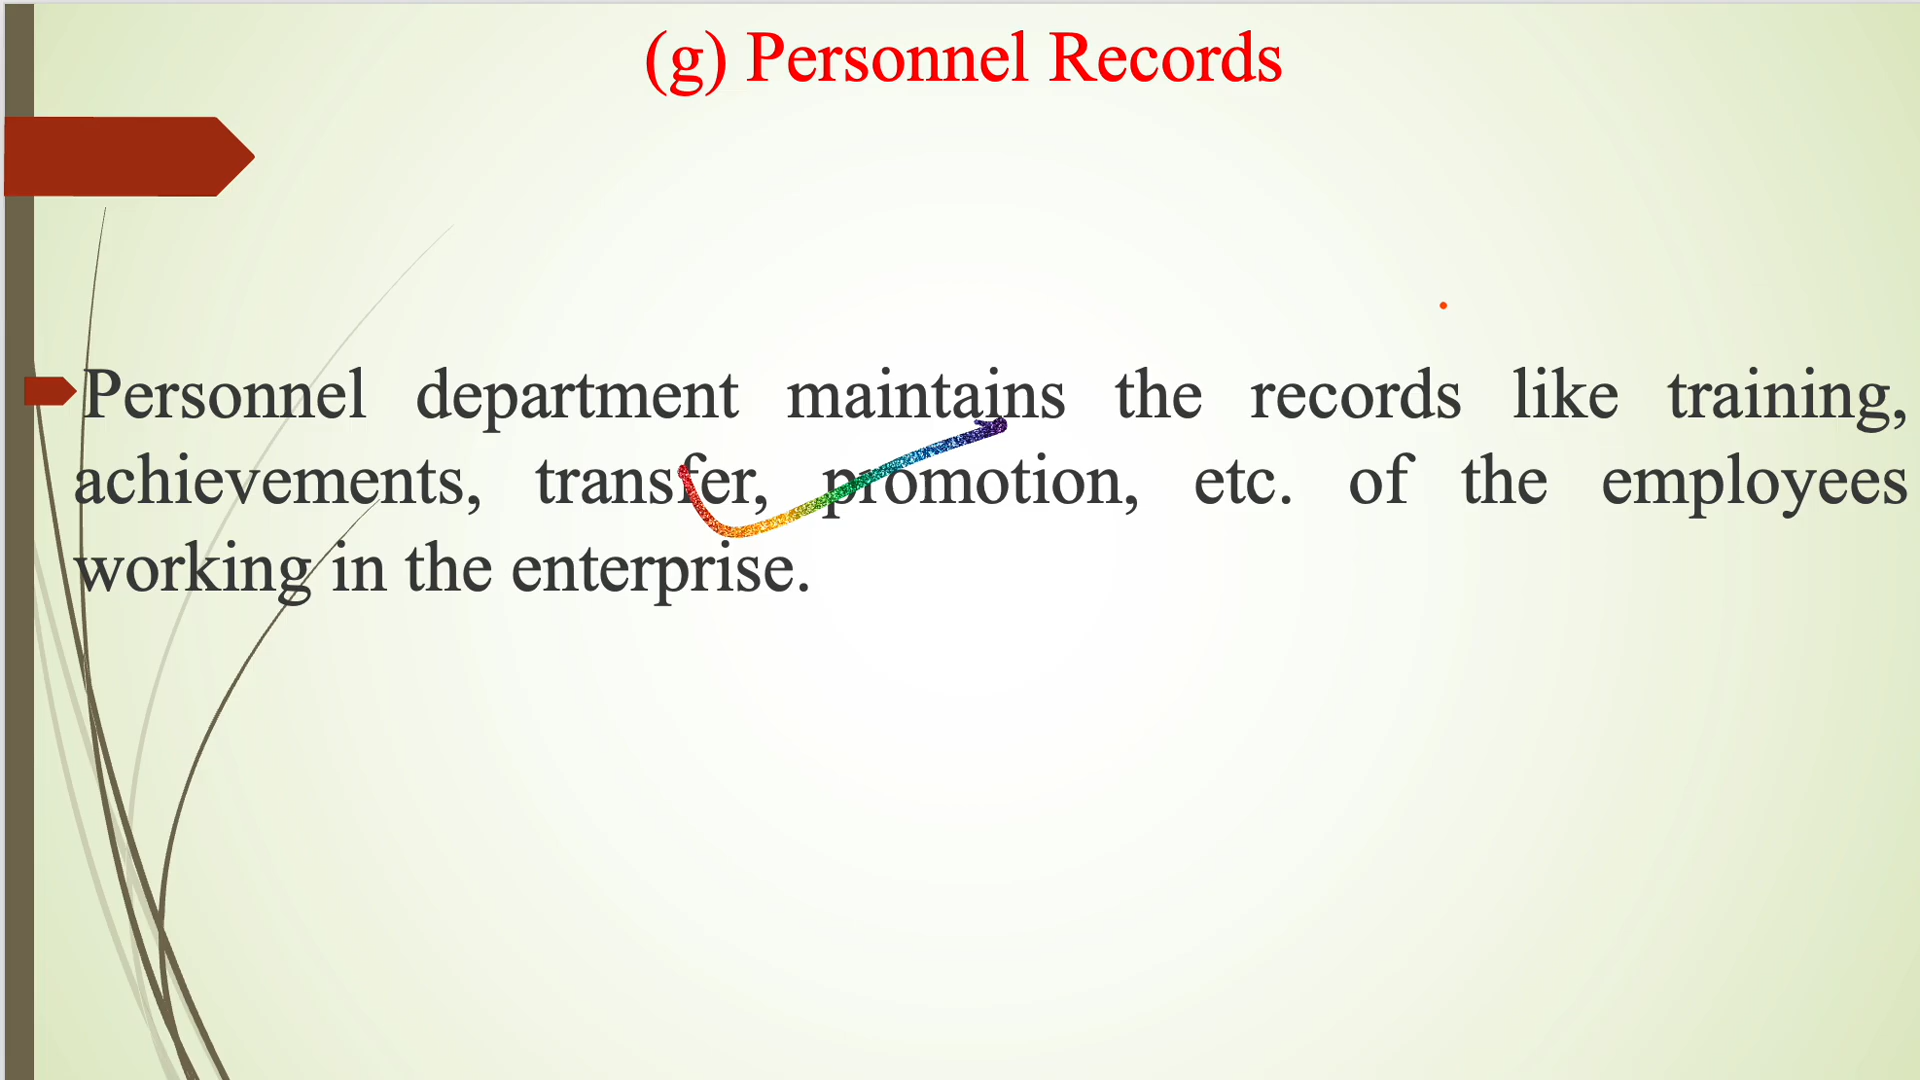 (g) Personnel Records
Personnel department maintains the records like training,
achievements, transfer, promotion, etc. of the employees
working in the enterprise.